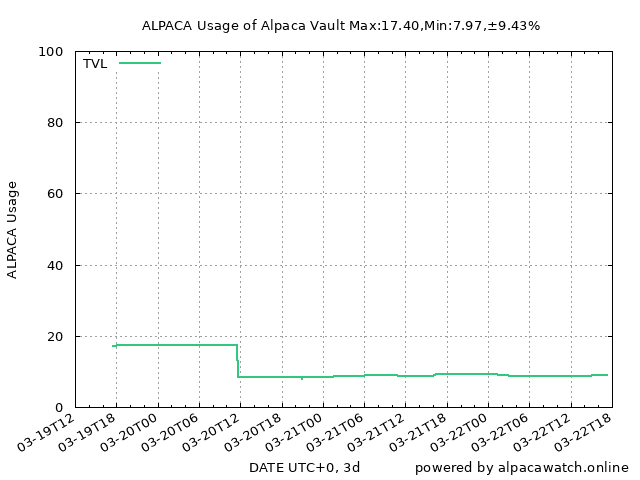 ALPACA Usage of Alpaca Vault Max:17.40,Min:7.97,±9.43%
TVL
ALPACA Usage
100
80
60
40
20
0
03-19T12
03-19T18
03-20T00
03-20T06
03-20T12
03-20T18
03-21T00
03-21T06
03-21T12
03-21T18
03-22T00
03-22T06
03-22T12
03-22T18
DATE UTC+0, 3d
powered by alpacawatch.online